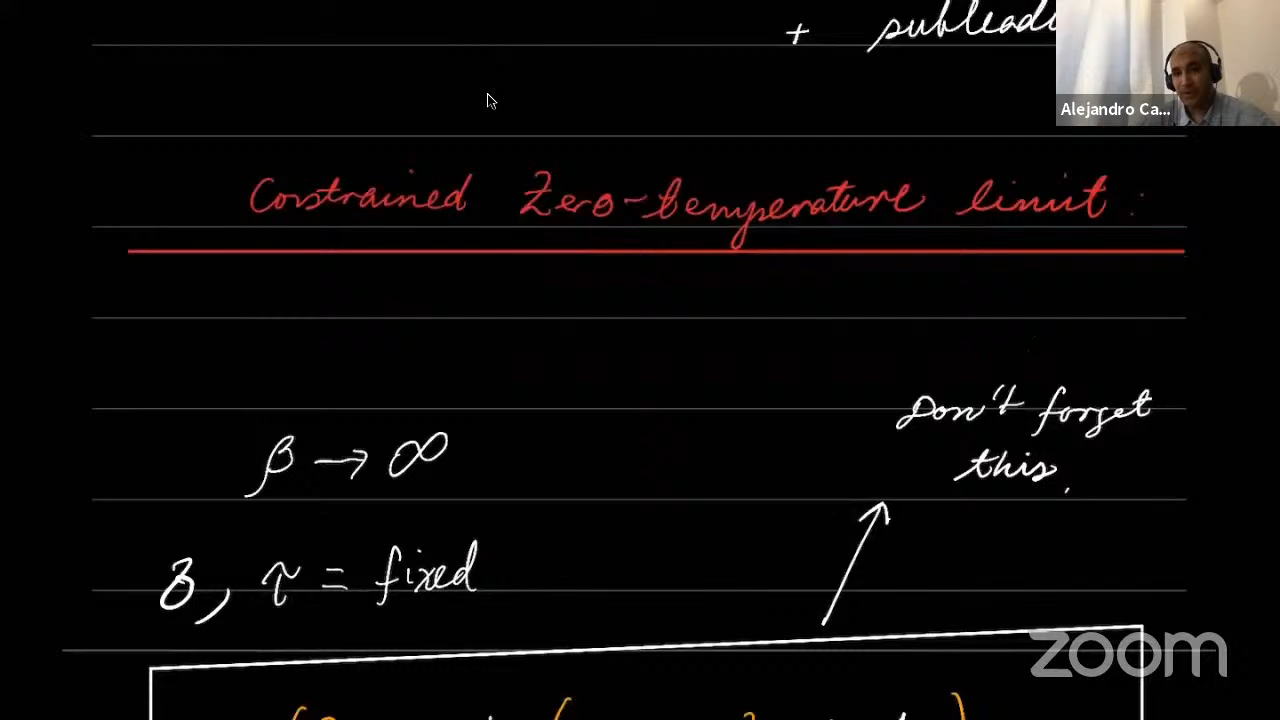 + subleadi
Alejandro Ca...
Constrained Zero-temperature limit:
Don't forget
this.
β → ∞
z, τ = fixed
zoom